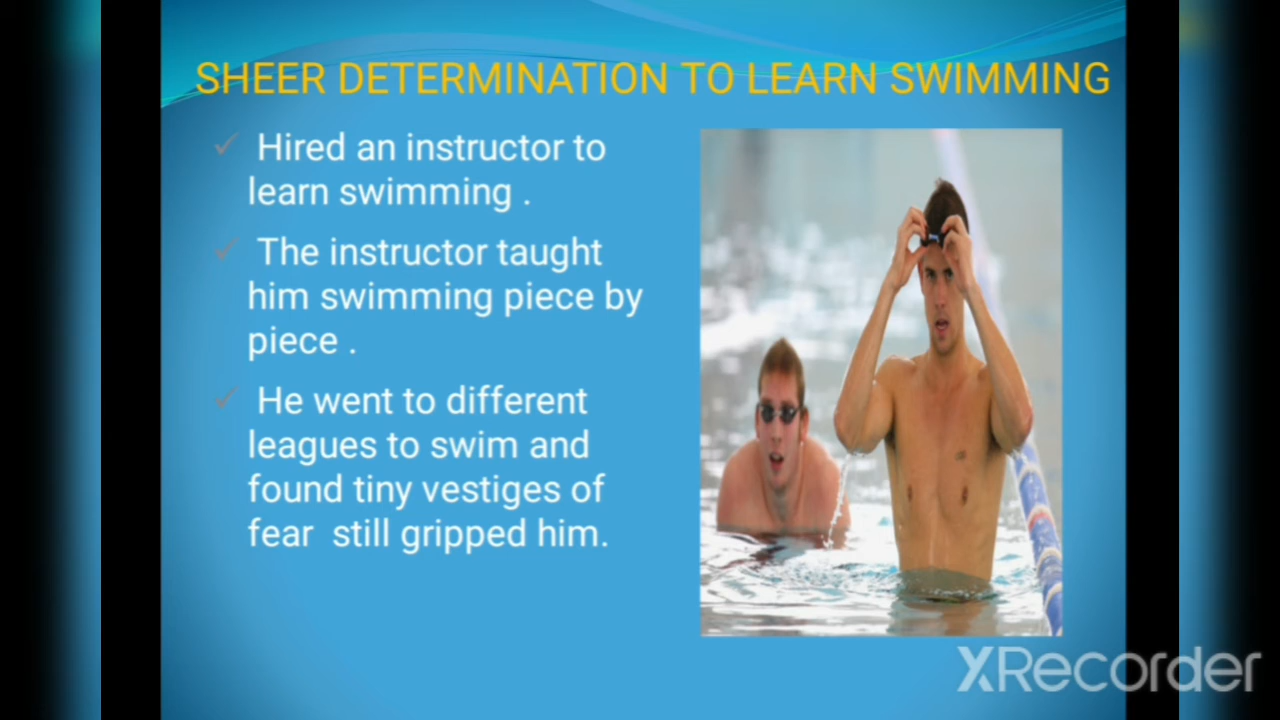 SHEER DETERMINATION TO LEARN SWIMMING
Hired an instructor to
learn swimming .
The instructor taught
him swimming piece by
piece .
He went to different
leagues to swim and
found tiny vestiges of
fear still gripped him.
XRecorder